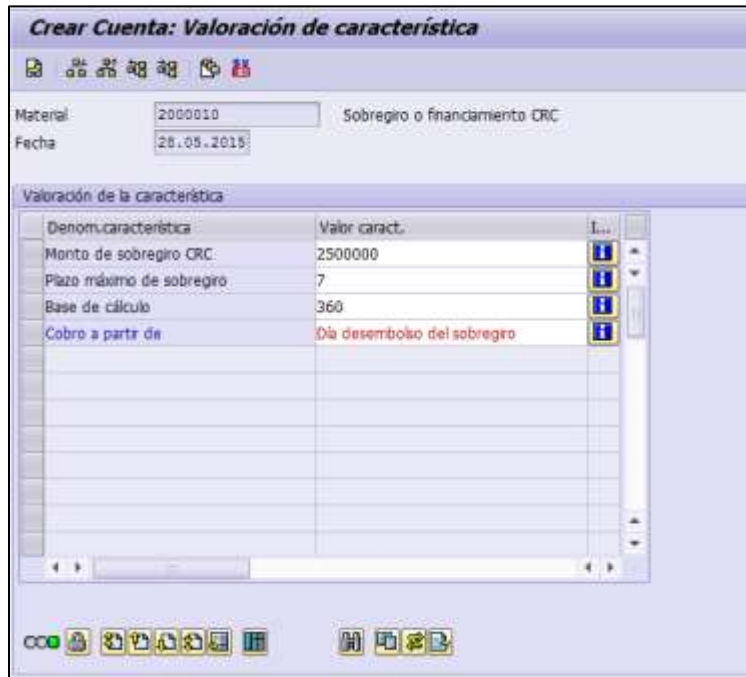 Crear Cuenta: Valoración de característica
Material 2000010 Sobregiro o financiamiento CRC
Fecha 28.05.2015
Valoración de la característica
Denom.característica Valor caract. I...
Monto de sobregiro CRC 2500000
Plazo máximo de sobregiro 7
Base de cálculo 360
Cobro a partir de Día desembolso del sobregiro